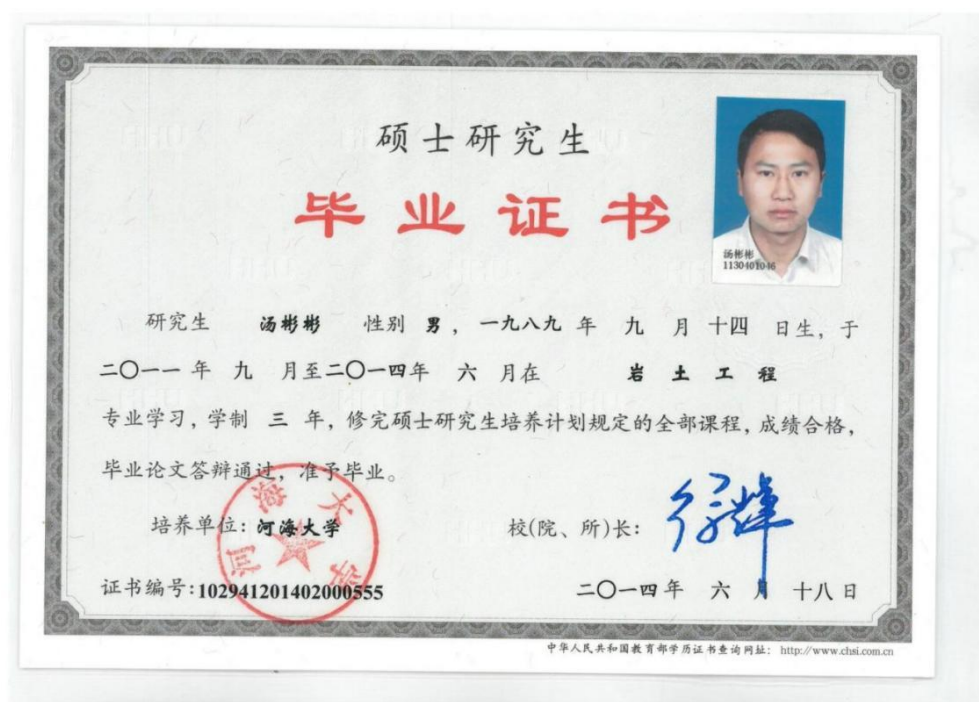 硕士研究生
毕业证书
汤彬彬
1130401046
研究生 汤彬彬 性别 男，一九八九 年 九 月 十四 日生，于
二〇一一 年 九 月至二〇一四年 六 月在 岩土工程
专业学习，学制 三 年，修完硕士研究生培养计划规定的全部课程，成绩合格，
毕业论文答辩通过，准予毕业。
培养单位：河海大学
校(院、所)长：
河海大学
证书编号：102941201402000555
二〇一四 年 六 月 十八 日
中华人民共和国教育部学历证书查询网址：http://www.chsi.com.cn